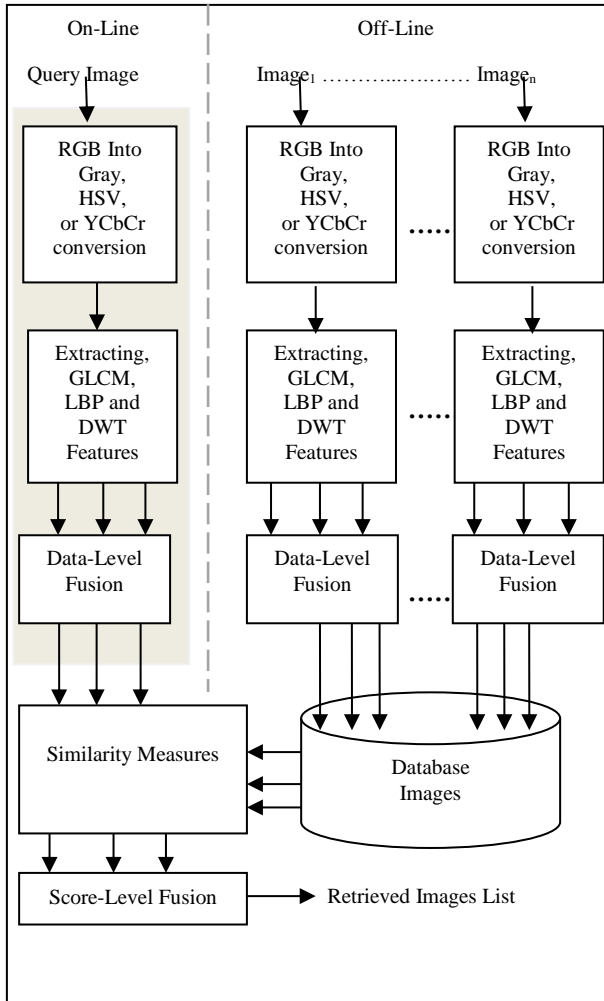 On-Line
Off-Line
Query Image
Image1 ………...…..…… Imagen
RGB Into
Gray,
HSV,
or YCbCr
conversion
RGB Into
Gray,
HSV,
or YCbCr
conversion
.....
RGB Into
Gray,
HSV,
or YCbCr
conversion
Extracting,
GLCM,
LBP and
DWT
Features
Extracting,
GLCM,
LBP and
DWT
Features
.....
Extracting,
GLCM,
LBP and
DWT
Features
Data-Level
Fusion
Data-Level
Fusion
.....
Data-Level
Fusion
Similarity Measures
Database
Images
Score-Level Fusion
Retrieved Images List